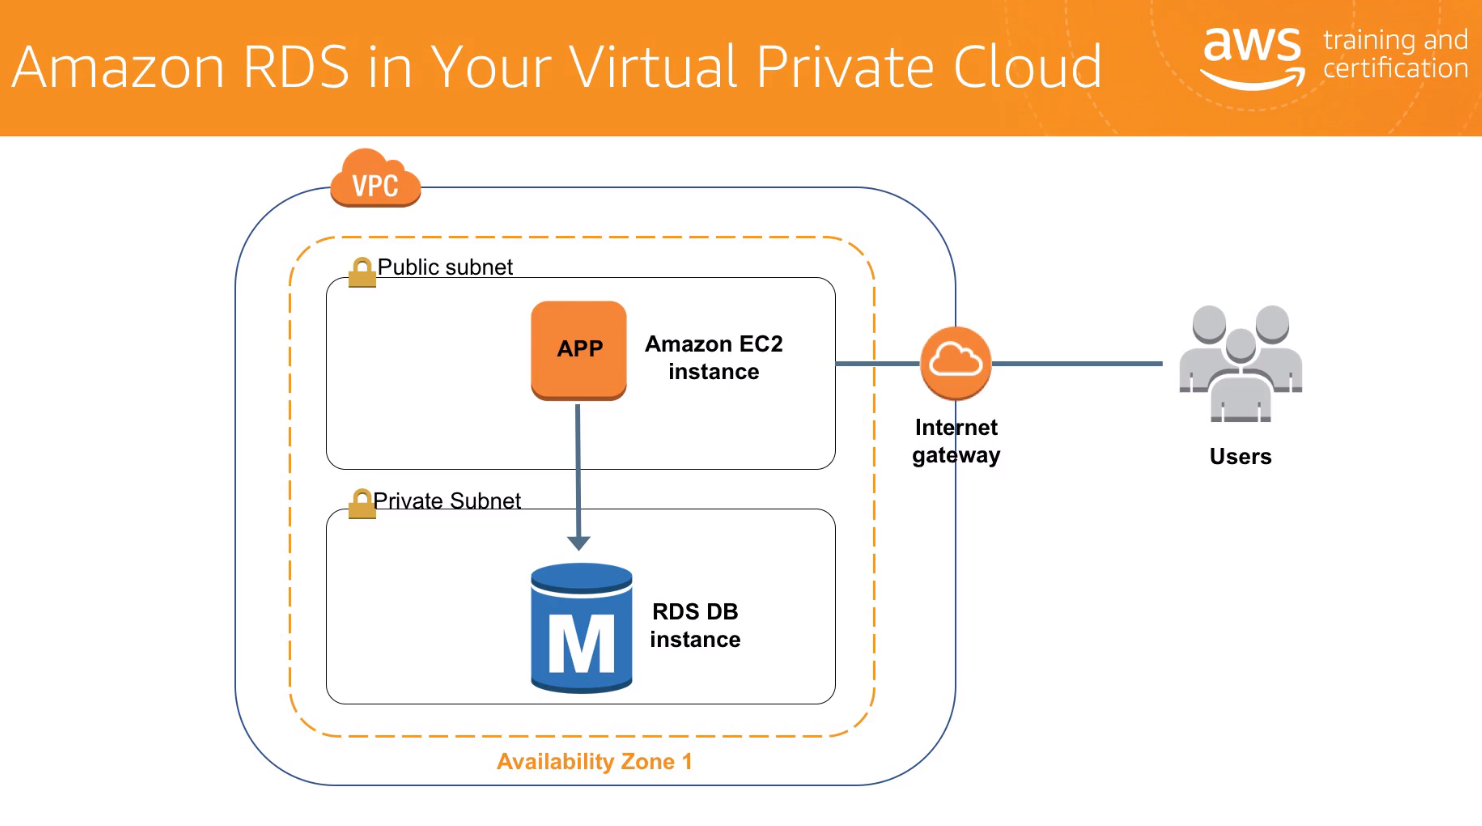 Amazon RDS in Your Virtual Private Cloud
aws
training and
certification
VPC
Public subnet
APP
Amazon EC2
instance
Internet
gateway
Users
Private Subnet
M
RDS DB
instance
Availability Zone 1